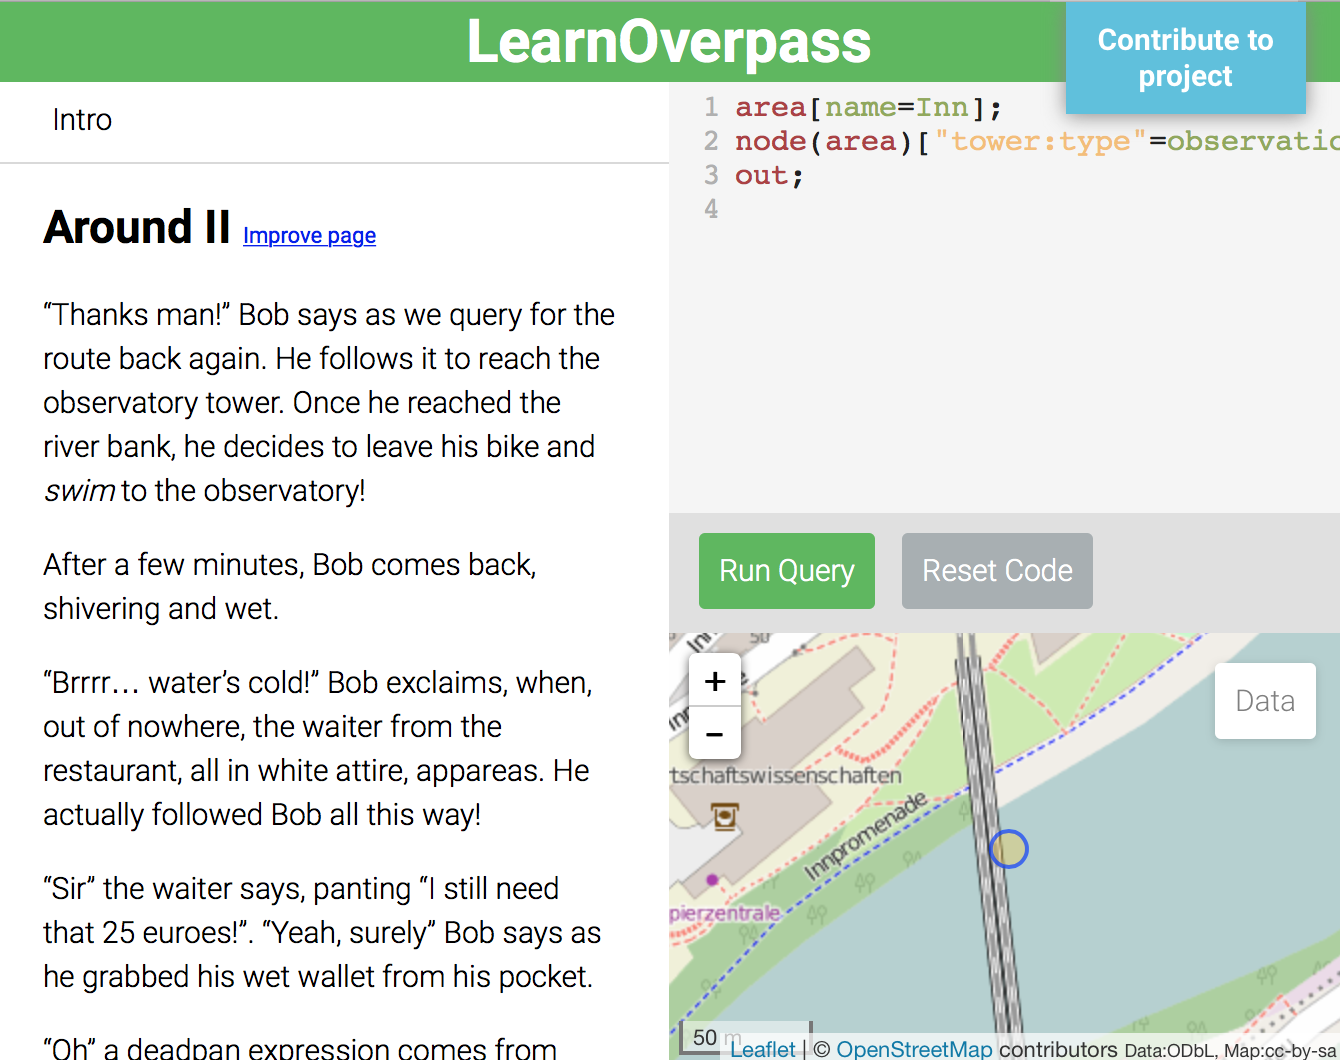 LearnOverpass
Contribute to
project
Intro
Around II Improve page
“Thanks man!” Bob says as we query for the
route back again. He follows it to reach the
observatory tower. Once he reached the
river bank, he decides to leave his bike and
swim to the observatory!
After a few minutes, Bob comes back,
shivering and wet.
“Brrrr… water’s cold!” Bob exclaims, when,
out of nowhere, the waiter from the
restaurant, all in white attire, appareas. He
actually followed Bob all this way!
“Sir” the waiter says, panting “I still need
that 25 euroes!”. “Yeah, surely” Bob says as
he grabbed his wet wallet from his pocket.
“Oh” a deadpan expression comes from
1 area[name=Inn];
2 node(area)["tower:type"=observatio
3 out;
4
Run Query
Reset Code
Inn
50
+
−
Data
Inn
tschaftswissenschaften
Innpromenade
pierzentrale
50 m
Leaflet | © OpenStreetMap contributors Data:ODbL, Map:cc-by-sa